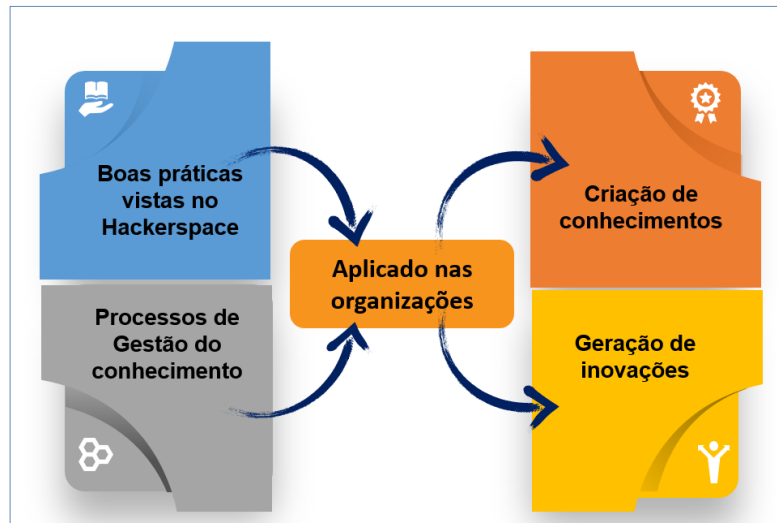 Boas práticas
vistas no
Hackerspace
Processos de
Gestão do
conhecimento
Aplicado nas
organizações
Criação de
conhecimentos
Geração de
inovações